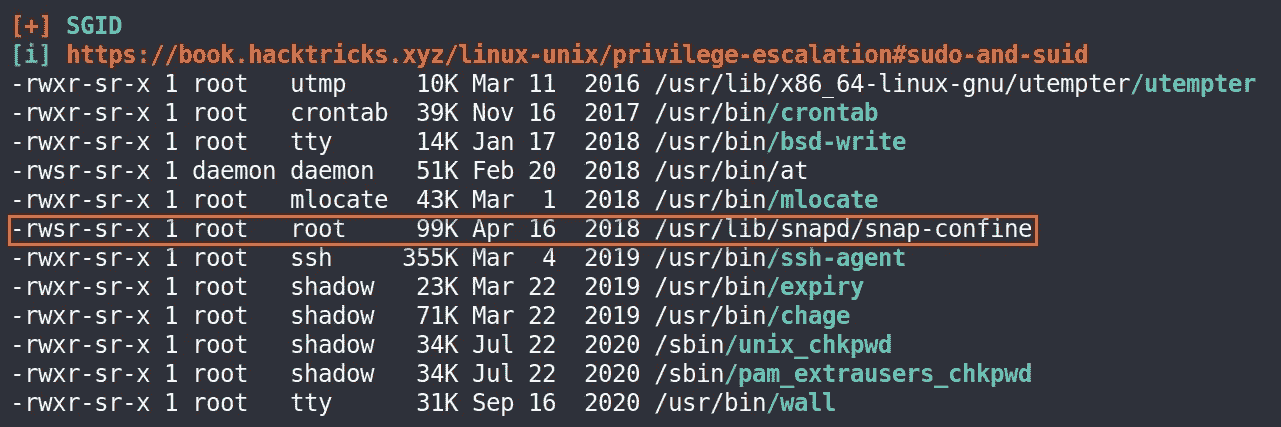 [+] SGID
[i] https://book.hacktricks.xyz/linux-unix/privilege-escalation#sudo-and-suid
-rwxr-sr-x 1 root   utmp     10K Mar 11  2016 /usr/lib/x86_64-linux-gnu/utempter/utempter
-rwxr-sr-x 1 root   crontab  39K Nov 16  2017 /usr/bin/crontab
-rwxr-sr-x 1 root   tty      14K Jan 17  2018 /usr/bin/bsd-write
-rwsr-sr-x 1 daemon daemon   51K Feb 20  2018 /usr/bin/at
-rwxr-sr-x 1 root   mlocate  43K Mar  1  2018 /usr/bin/mlocate
-rwsr-sr-x 1 root   root     99K Apr 16  2018 /usr/lib/snapd/snap-confine
-rwxr-sr-x 1 root   ssh     355K Mar  4  2019 /usr/bin/ssh-agent
-rwxr-sr-x 1 root   shadow   23K Mar 22  2019 /usr/bin/expiry
-rwxr-sr-x 1 root   shadow   71K Mar 22  2019 /usr/bin/chage
-rwxr-sr-x 1 root   shadow   34K Jul 22  2020 /sbin/unix_chkpwd
-rwxr-sr-x 1 root   shadow   34K Jul 22  2020 /sbin/pam_extrausers_chkpwd
-rwxr-sr-x 1 root   tty      31K Sep 16  2020 /usr/bin/wall